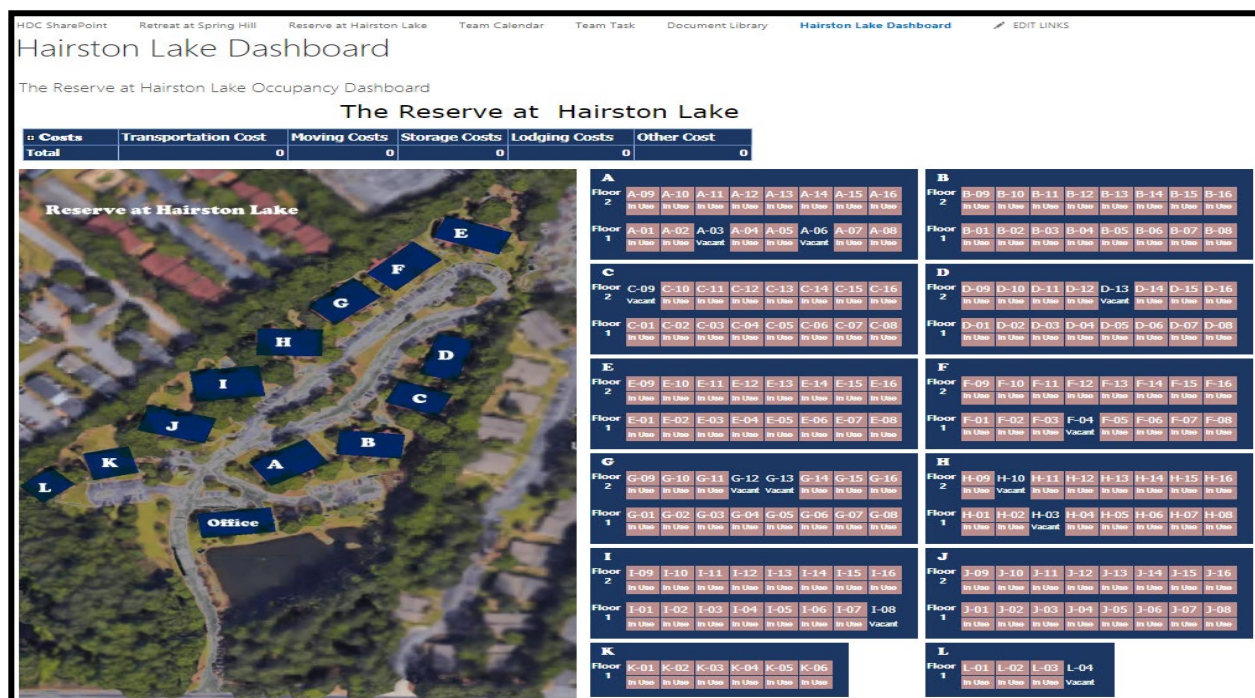 HDC SharePoint Retreat at Spring Hill Reserve at Hairston Lake Team Calendar Team Task Document Library Hairston Lake Dashboard EDIT LINKS
Hairston Lake Dashboard
The Reserve at Hairston Lake Occupancy Dashboard
The Reserve at Hairston Lake
Costs Transportation Cost Moving Costs Storage Costs Lodging Costs Other Cost
Total 0 0 0 0 0
Reserve at Hairston Lake
E
F
G
H
D
I
C
J
B
K
A
L
Office
A
Floor 2 A-09 A-10 A-11 A-12 A-13 A-14 A-15 A-16
In Use In Use In Use In Use In Use In Use In Use In Use
Floor 1 A-01 A-02 A-03 A-04 A-05 A-06 A-07 A-08
In Use In Use Vacant In Use In Use Vacant In Use In Use
B
Floor 2 B-09 B-10 B-11 B-12 B-13 B-14 B-15 B-16
In Use In Use In Use In Use In Use In Use In Use In Use
Floor 1 B-01 B-02 B-03 B-04 B-05 B-06 B-07 B-08
In Use In Use In Use In Use In Use In Use In Use In Use
C
Floor 2 C-09 C-10 C-11 C-12 C-13 C-14 C-15 C-16
Vacant In Use In Use In Use In Use In Use In Use In Use
Floor 1 C-01 C-02 C-03 C-04 C-05 C-06 C-07 C-08
In Use In Use In Use In Use In Use In Use In Use In Use
D
Floor 2 D-09 D-10 D-11 D-12 D-13 D-14 D-15 D-16
In Use In Use In Use In Use Vacant In Use In Use In Use
Floor 1 D-01 D-02 D-03 D-04 D-05 D-06 D-07 D-08
In Use In Use In Use In Use In Use In Use In Use In Use
E
Floor 2 E-09 E-10 E-11 E-12 E-13 E-14 E-15 E-16
In Use In Use In Use In Use In Use In Use In Use In Use
Floor 1 E-01 E-02 E-03 E-04 E-05 E-06 E-07 E-08
In Use In Use In Use In Use In Use In Use In Use In Use
F
Floor 2 F-09 F-10 F-11 F-12 F-13 F-14 F-15 F-16
In Use In Use In Use In Use In Use In Use In Use In Use
Floor 1 F-01 F-02 F-03 F-04 F-05 F-06 F-07 F-08
In Use In Use In Use Vacant In Use In Use In Use In Use
G
Floor 2 G-09 G-10 G-11 G-12 G-13 G-14 G-15 G-16
In Use In Use In Use Vacant Vacant In Use In Use In Use
Floor 1 G-01 G-02 G-03 G-04 G-05 G-06 G-07 G-08
In Use In Use In Use In Use In Use In Use In Use In Use
H
Floor 2 H-09 H-10 H-11 H-12 H-13 H-14 H-15 H-16
In Use Vacant In Use In Use In Use In Use In Use In Use
Floor 1 H-01 H-02 H-03 H-04 H-05 H-06 H-07 H-08
In Use In Use Vacant In Use In Use In Use In Use In Use
I
Floor 2 I-09 I-10 I-11 I-12 I-13 I-14 I-15 I-16
In Use In Use In Use In Use In Use In Use In Use In Use
Floor 1 I-01 I-02 I-03 I-04 I-05 I-06 I-07 I-08
In Use In Use In Use In Use In Use In Use In Use Vacant
J
Floor 2 J-09 J-10 J-11 J-12 J-13 J-14 J-15 J-16
In Use In Use In Use In Use In Use In Use In Use In Use
Floor 1 J-01 J-02 J-03 J-04 J-05 J-06 J-07 J-08
In Use In Use In Use In Use In Use In Use In Use In Use
K
Floor 1 K-01 K-02 K-03 K-04 K-05 K-06
In Use In Use In Use In Use In Use In Use
L
Floor 1 L-01 L-02 L-03 L-04
In Use In Use In Use Vacant